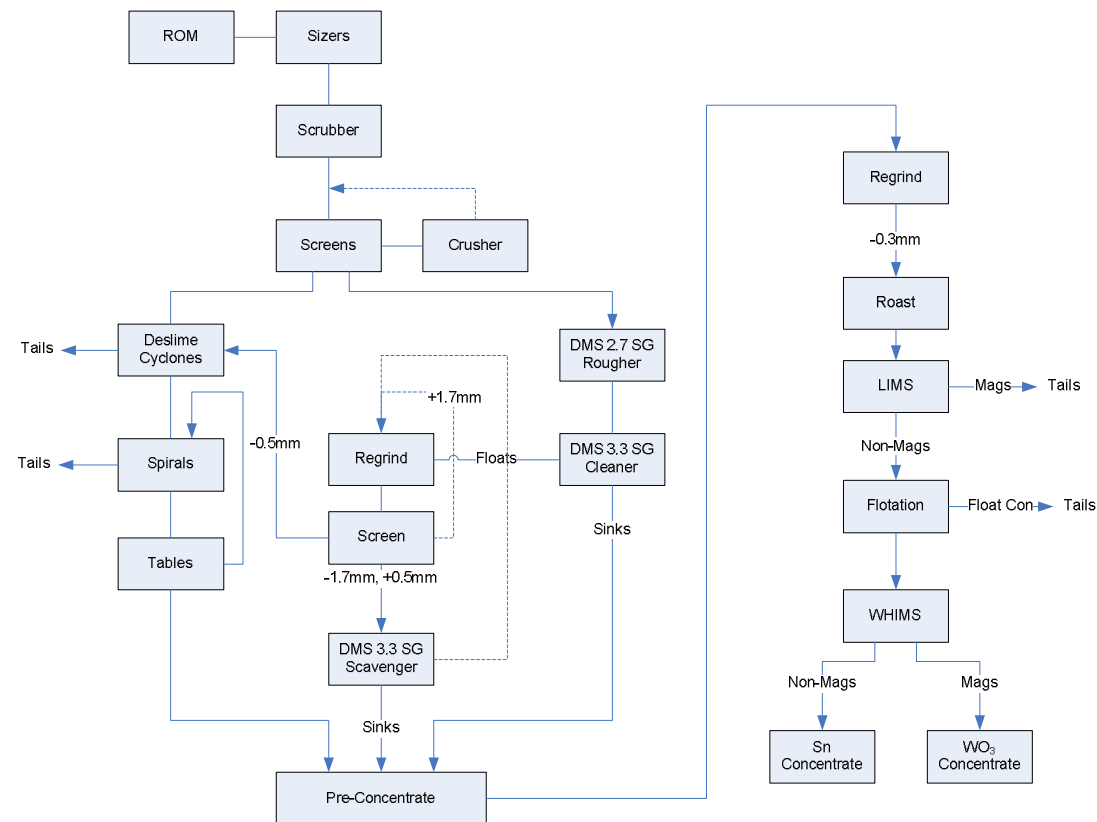 ROM
Sizers
Scrubber
Screens
Crusher
Deslime
Cyclones
Tails
Spirals
Tails
Tables
-0.5mm
Regrind
+1.7mm
Screen
-1.7mm, +0.5mm
DMS 3.3 SG
Scavenger
Sinks
Floats
DMS 2.7 SG
Rougher
DMS 3.3 SG
Cleaner
Sinks
Pre-Concentrate
Regrind
-0.3mm
Roast
LIMS
Mags
Tails
Non-Mags
Flotation
Float Con
Tails
WHIMS
Non-Mags
Mags
Sn
Concentrate
WO₃
Concentrate